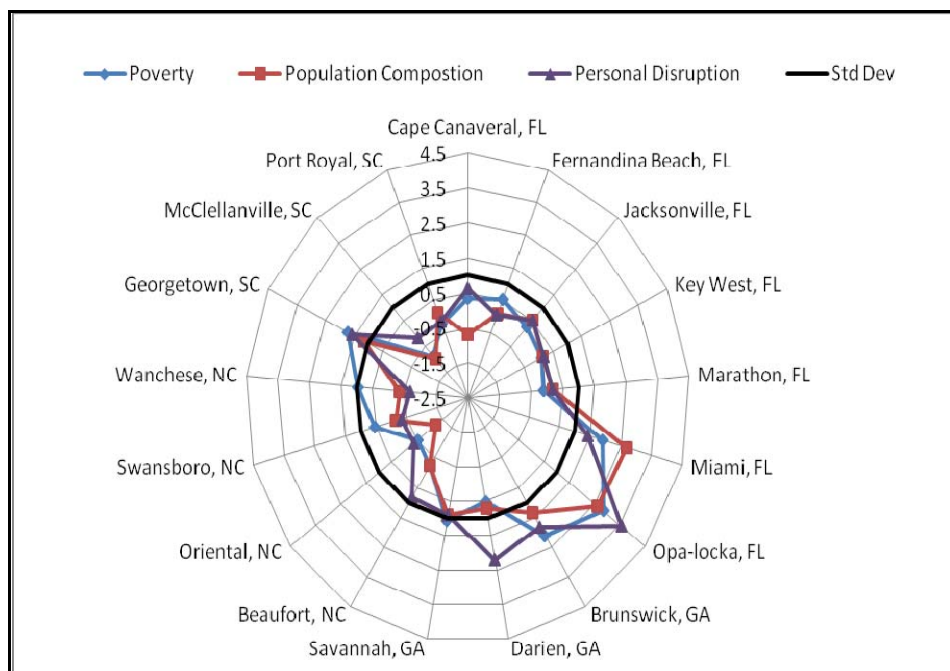 Poverty Population Compostion Personal Disruption Std Dev
Cape Canaveral, FL
Port Royal, SC
4.5
Fernandina Beach, FL
3.5
McClellanville, SC
Jacksonville, FL
2.5
1.5
Georgetown, SC
Key West, FL
0.5
-0.5
Wanchese, NC
-1.5
Marathon, FL
-2.5
Swansboro, NC
Miami, FL
Oriental, NC
Opa-locka, FL
Beaufort, NC
Brunswick, GA
Savannah, GA
Darien, GA